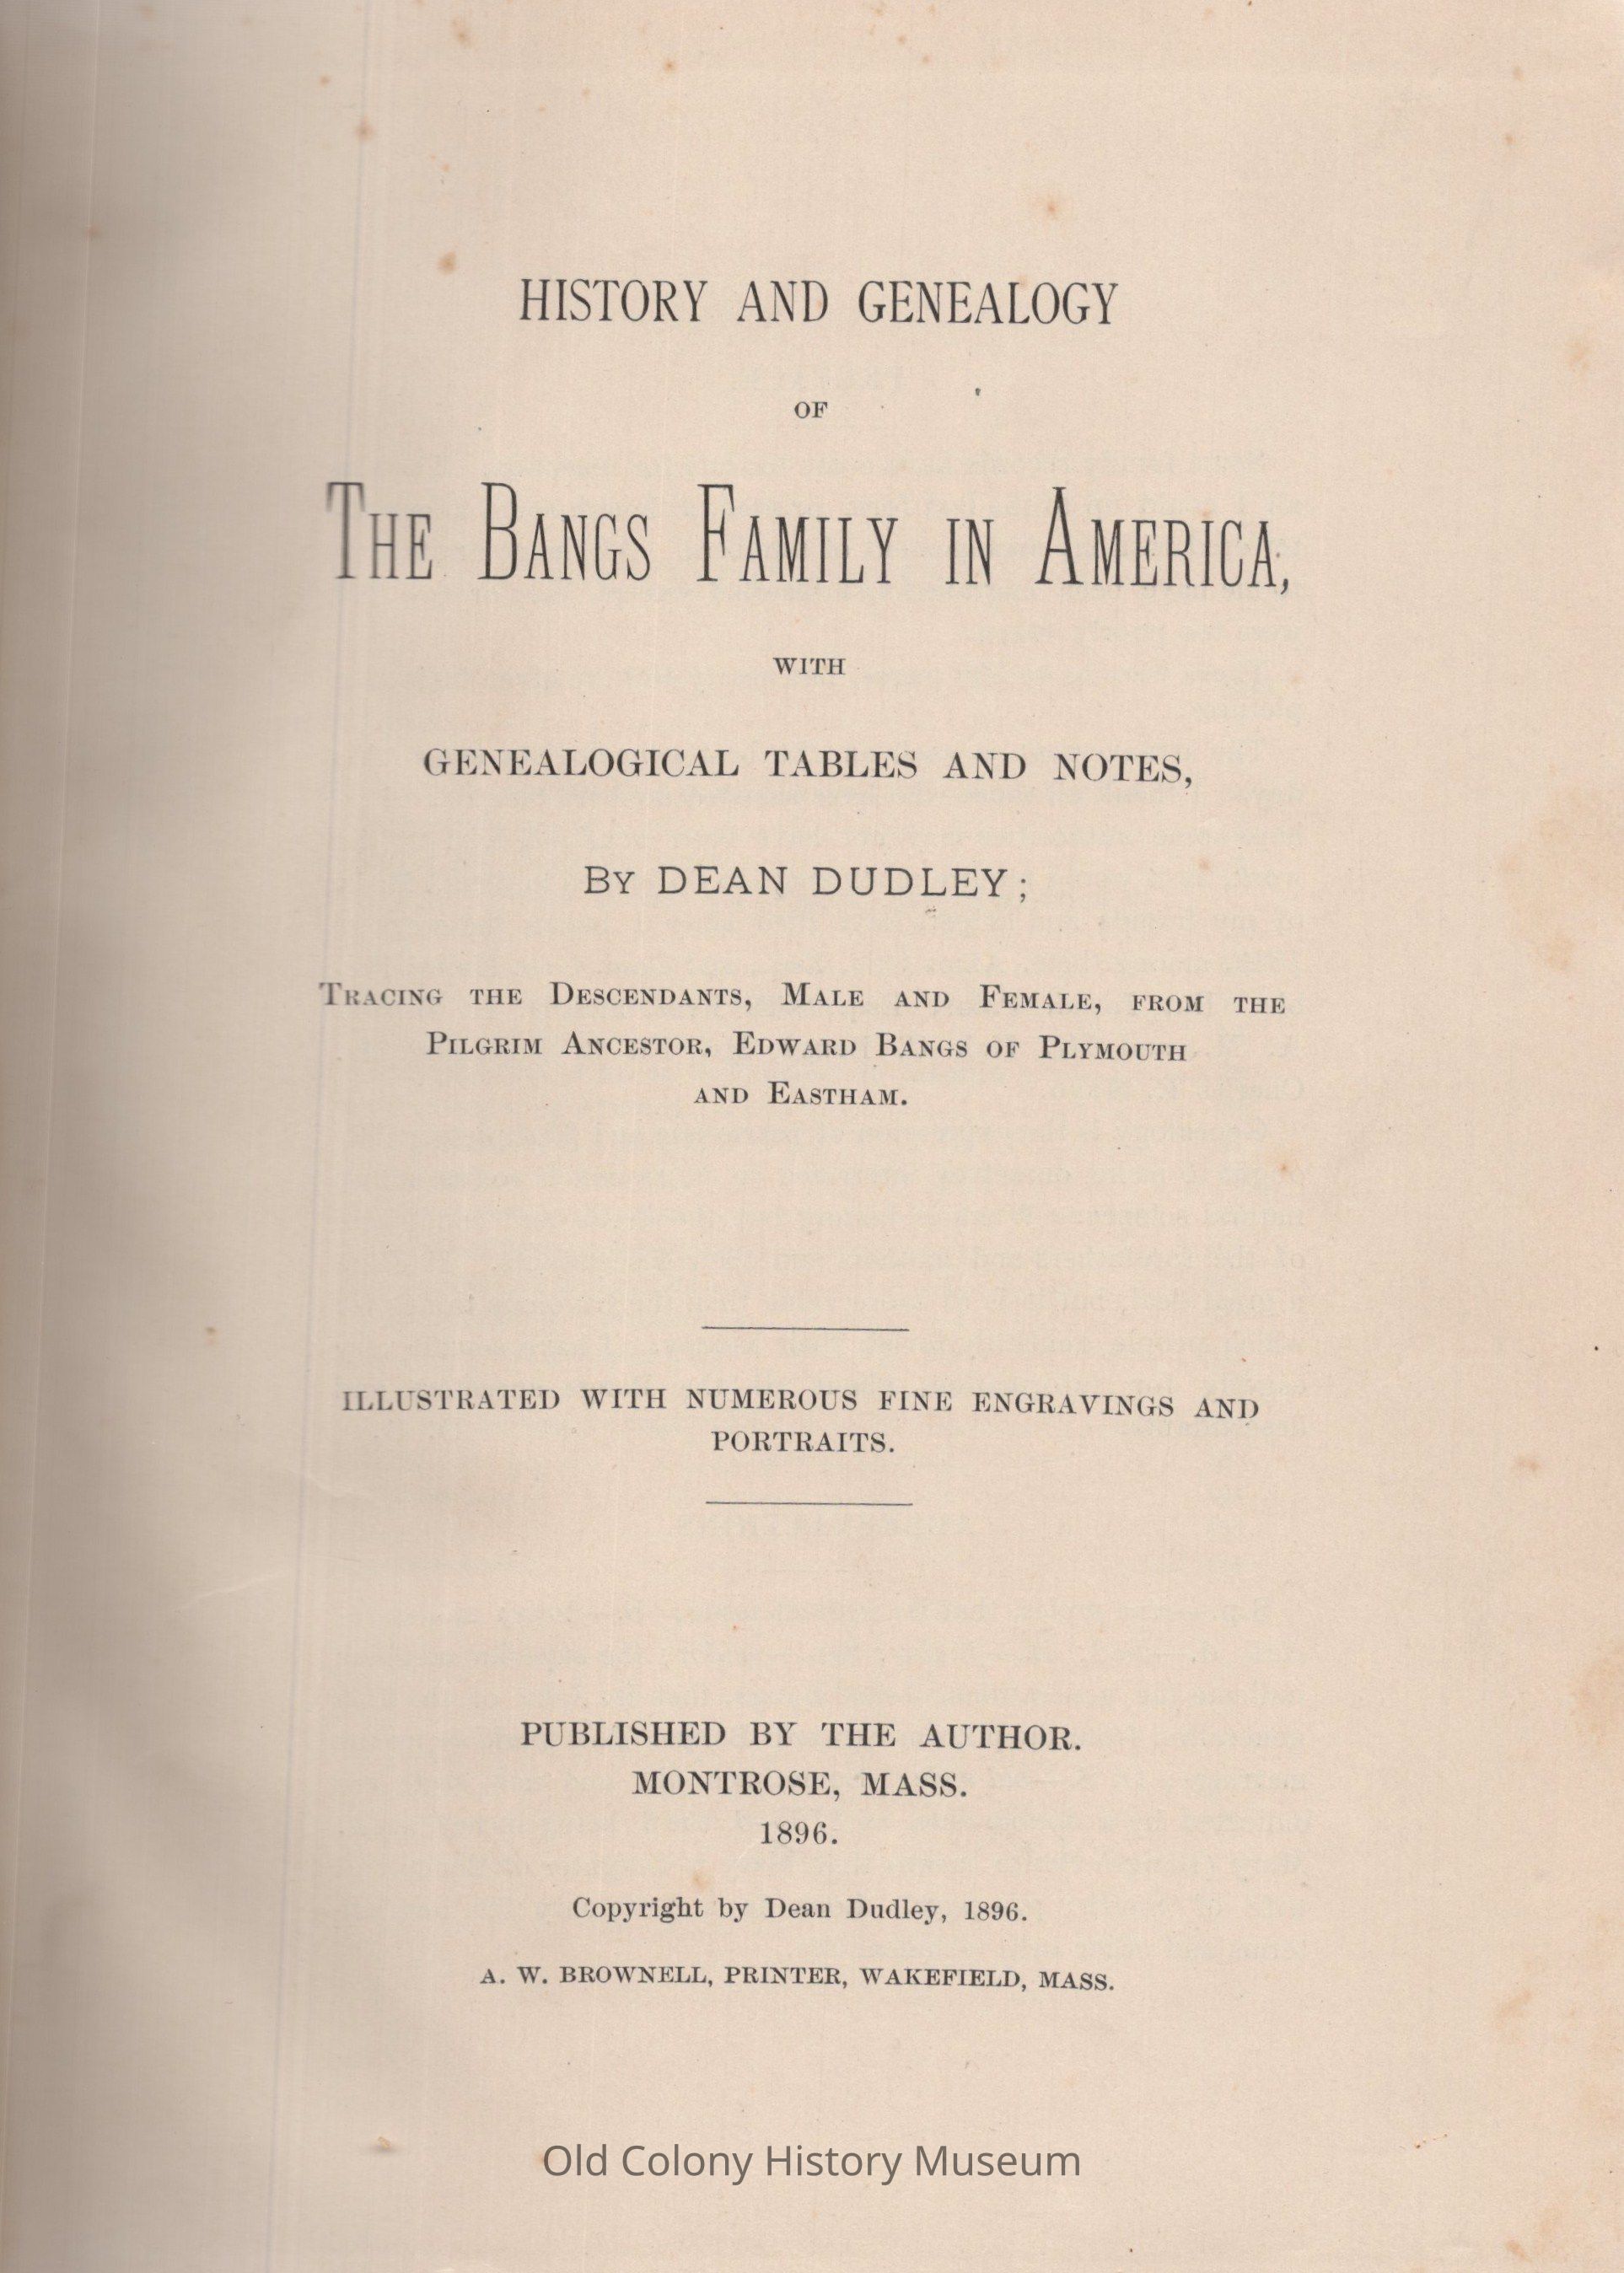 HISTORY AND GENEALOGY
OF
THE BANGS FAMILY IN AMERICA,
WITH
GENEALOGICAL TABLES AND NOTES,
BY DEAN DUDLEY;
TRACING THE DESCENDANTS, MALE AND FEMALE, FROM THE
PILGRIM ANCESTOR, EDWARD BANGS OF PLYMOUTH
AND EASTHAM.
ILLUSTRATED WITH NUMEROUS FINE ENGRAVINGS AND
PORTRAITS.
PUBLISHED BY THE AUTHOR.
MONTROSE, MASS.
1896.
Copyright by Dean Dudley, 1896.
A. W. BROWNELL, PRINTER, WAKEFIELD, MASS.
Old Colony History Museum